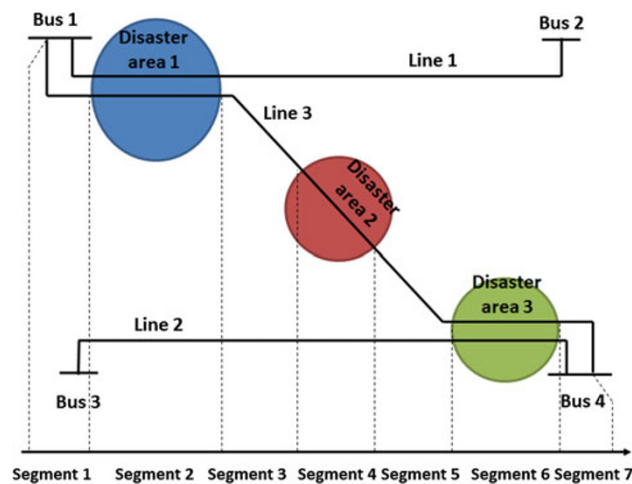 Bus 1
Disaster
area 1
Bus 2
Line 1
Line 3
Disaster
area 2
Disaster
area 3
Line 2
Bus 3
Bus 4
Segment 1 Segment 2 Segment 3 Segment 4 Segment 5 Segment 6 Segment 7